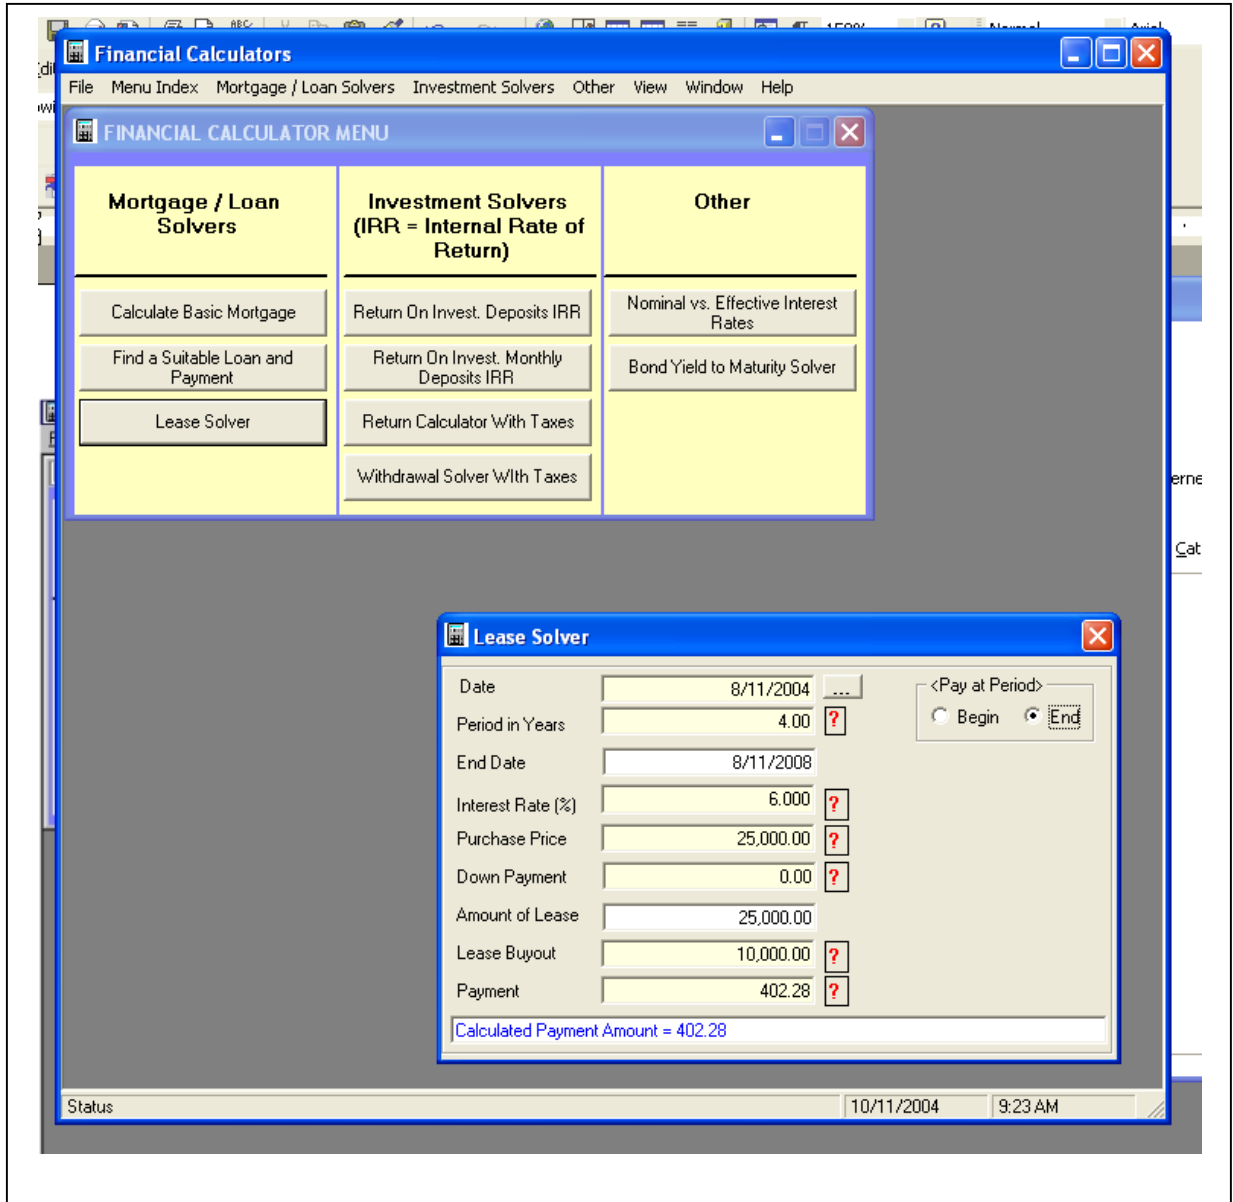 ABC
150%
Normal
Arial
Financial Calculators
File Menu Index Mortgage / Loan Solvers Investment Solvers Other View Window Help
FINANCIAL CALCULATOR MENU
Mortgage / Loan
Solvers
Investment Solvers
(IRR = Internal Rate of
Return)
Other
Calculate Basic Mortgage
Return On Invest. Deposits IRR
Nominal vs. Effective Interest
Rates
Find a Suitable Loan and
Payment
Return On Invest. Monthly
Deposits IRR
Bond Yield to Maturity Solver
Lease Solver
Return Calculator With Taxes
Withdrawal Solver WIth Taxes
erne
Cat
Lease Solver
Date 8/11/2004 ...
<Pay at Period>
Begin End
Period in Years 4.00 ?
End Date 8/11/2008
Interest Rate (%) 6.000 ?
Purchase Price 25,000.00 ?
Down Payment 0.00 ?
Amount of Lease 25,000.00
Lease Buyout 10,000.00 ?
Payment 402.28 ?
Calculated Payment Amount = 402.28
Status 10/11/2004 9:23 AM